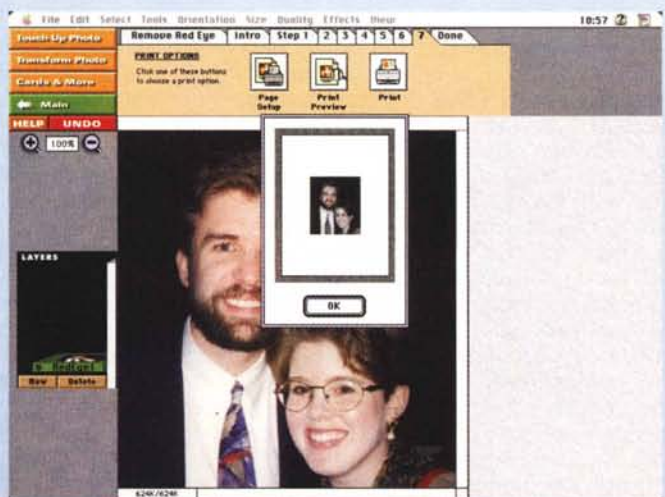 File Edit Select Tools Orientation Size Quality Effects View 10:57
Touch-Up Photo
Transform Photo
Cards & More
Main
HELP UNDO
100%
Remove Red Eye Intro Step 1 2 3 4 5 6 7 Done
PRINT OPTIONS
Click one of these buttons
to choose a print option.
Page Setup
Print Preview
Print
OK
LAYERS
RedEye1
New Delete
624K/624K